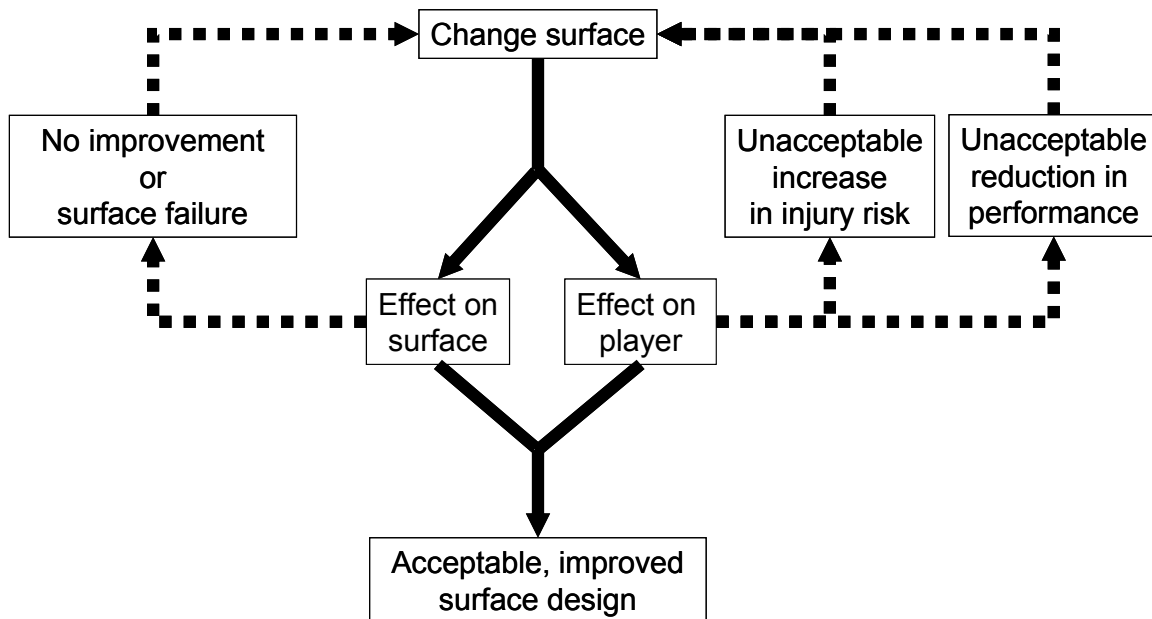 Change surface
No improvement
or
surface failure
Unacceptable
increase
in injury risk
Unacceptable
reduction in
performance
Effect on
surface
Effect on
player
Acceptable, improved
surface design